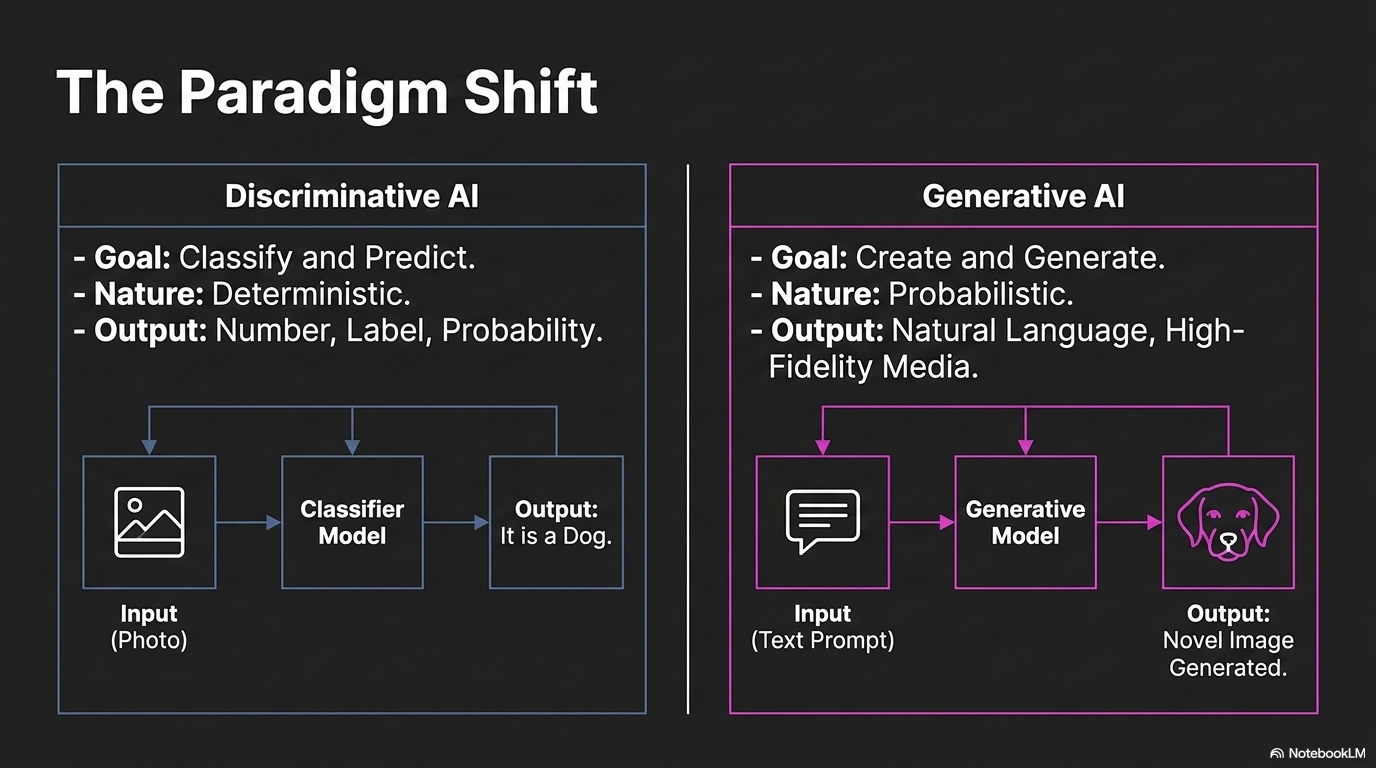 The Paradigm Shift
Discriminative AI
- Goal: Classify and Predict.
- Nature: Deterministic.
- Output: Number, Label, Probability.
Classifier
Model
Output:
It is a Dog.
Input
(Photo)
Generative AI
- Goal: Create and Generate.
- Nature: Probabilistic.
- Output: Natural Language, High-
Fidelity Media.
Generative
Model
Input
(Text Prompt)
Output:
Novel Image
Generated.
NotebookLM